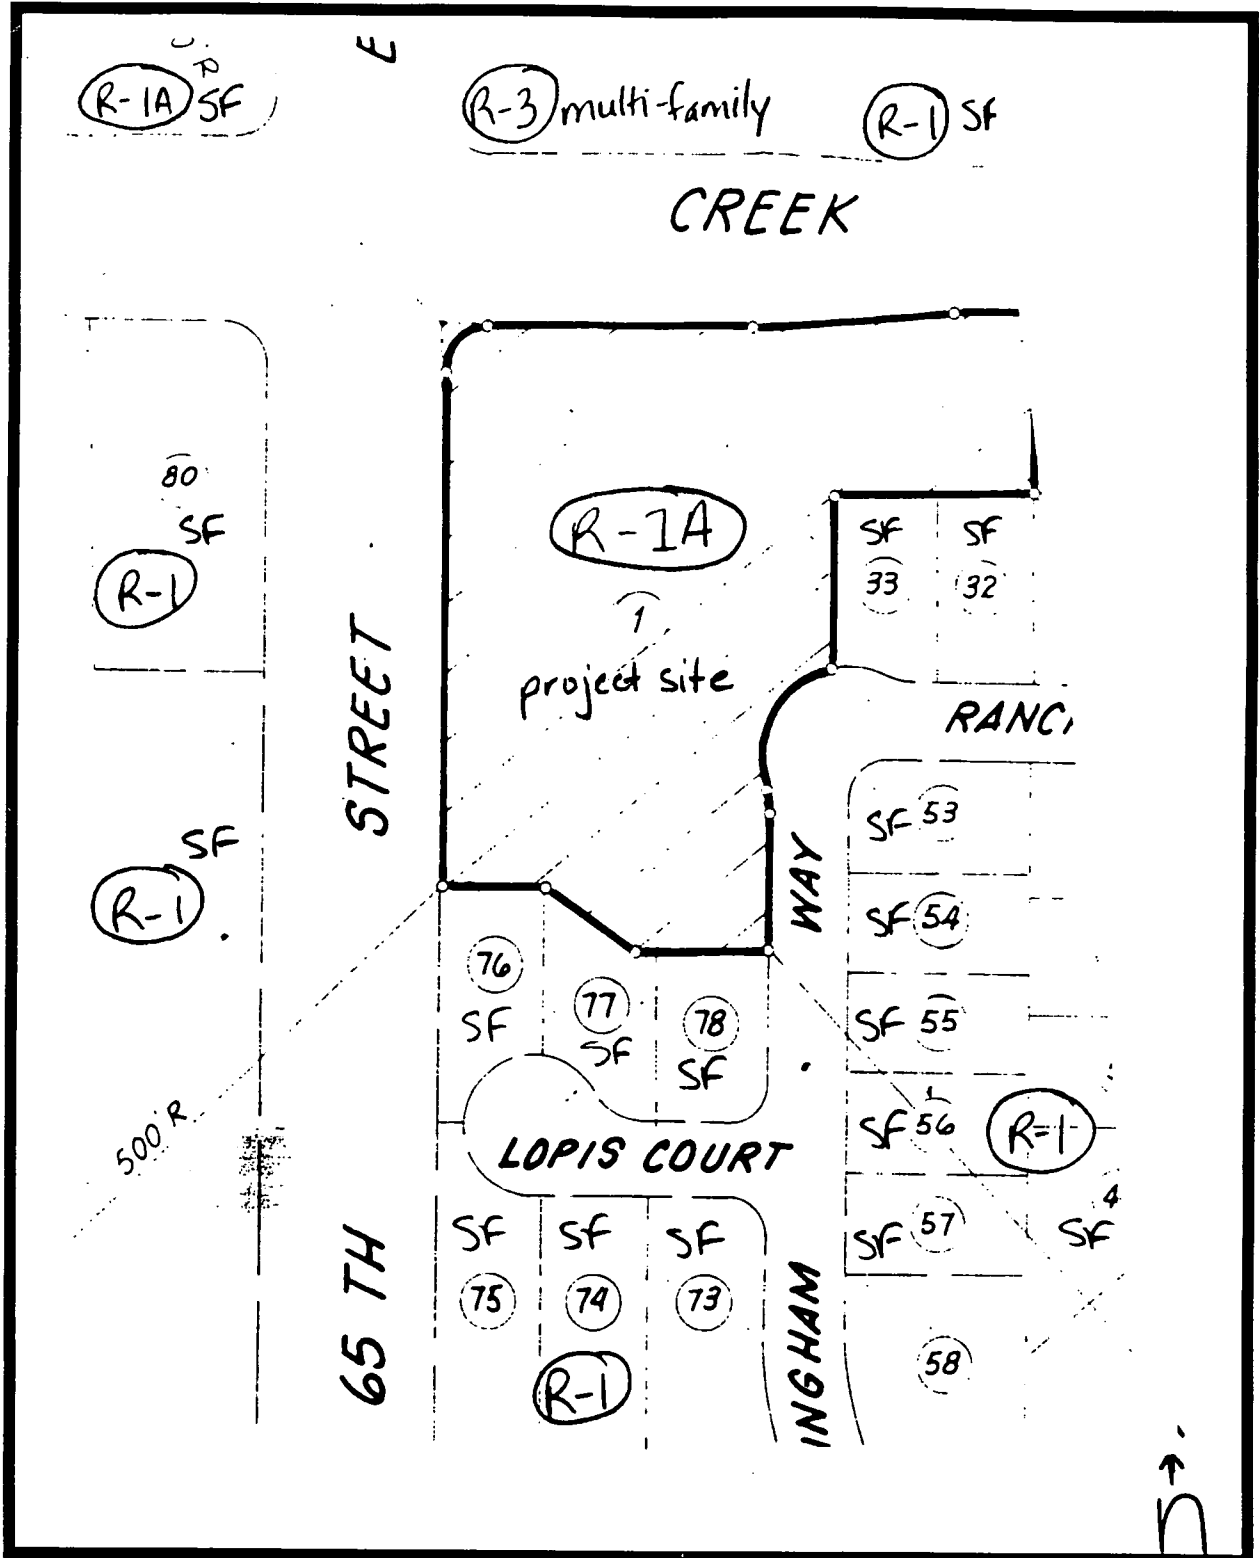 E
R-1A SF
R-3 multi-family
R-1 SF
CREEK
80
SF
R-1
R-1A
1
project site
SF
33
SF
32
STREET
RANC
SF
R-1
WAY
SF 53
SF 54
SF 55
SF 56
R-1
SF 57
4
SF
58
76
SF
77
SF
78
SF
500' R.
LOPIS COURT
65 TH
SF
75
SF
74
SF
73
R-1
INGHAM
n